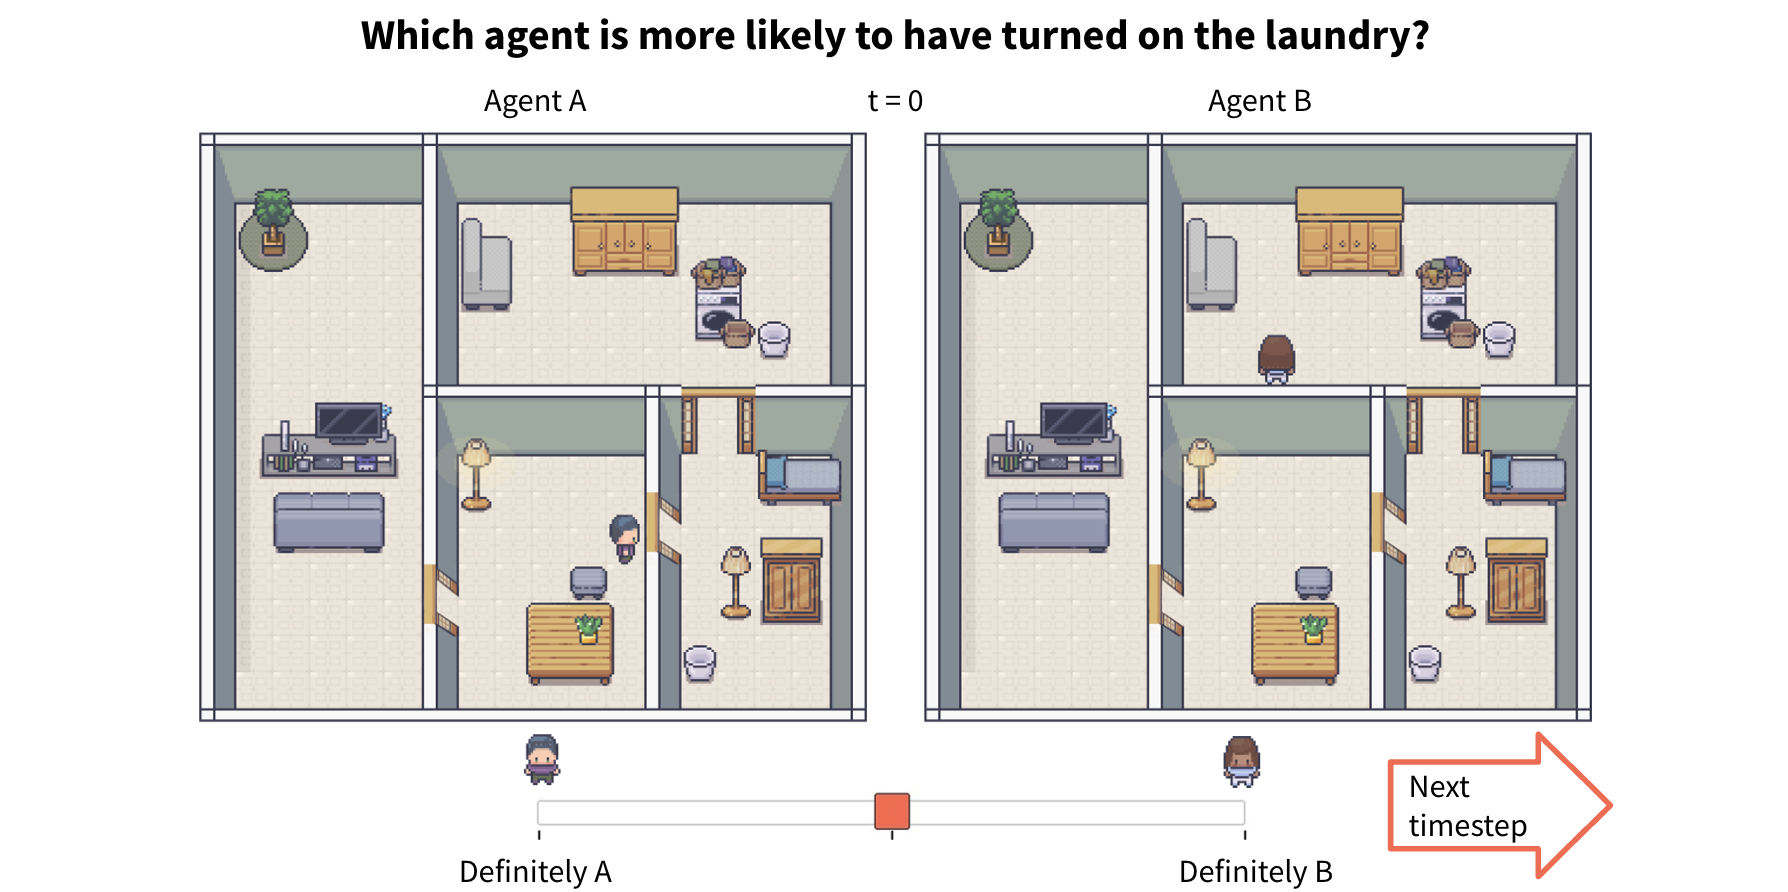 Which agent is more likely to have turned on the laundry?
Agent A
t = 0
Agent B
Next
timestep
Definitely A
Definitely B